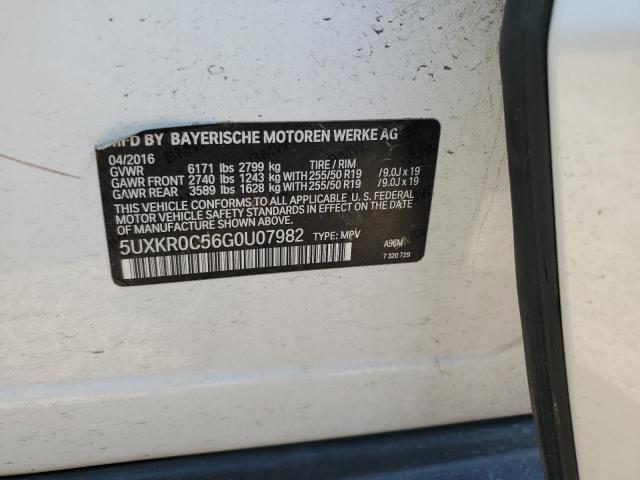 MFD BY BAYERISCHE MOTOREN WERKE AG
04/2016
GVWR 6171 lbs 2799 kg TIRE / RIM
GAWR FRONT 2740 lbs 1243 kg WITH 255/50 R19 / 9.0J x 19
GAWR REAR 3589 lbs 1628 kg WITH 255/50 R19 / 9.0J x 19
THIS VEHICLE CONFORMS TO ALL APPLICABLE U.S. FEDERAL
MOTOR VEHICLE SAFETY STANDARDS IN EFFECT ON THE DATE
OF MANUFACTURE SHOWN ABOVE.
5UXKR0C56G0U07982 TYPE: MPV A96M
7 320 729